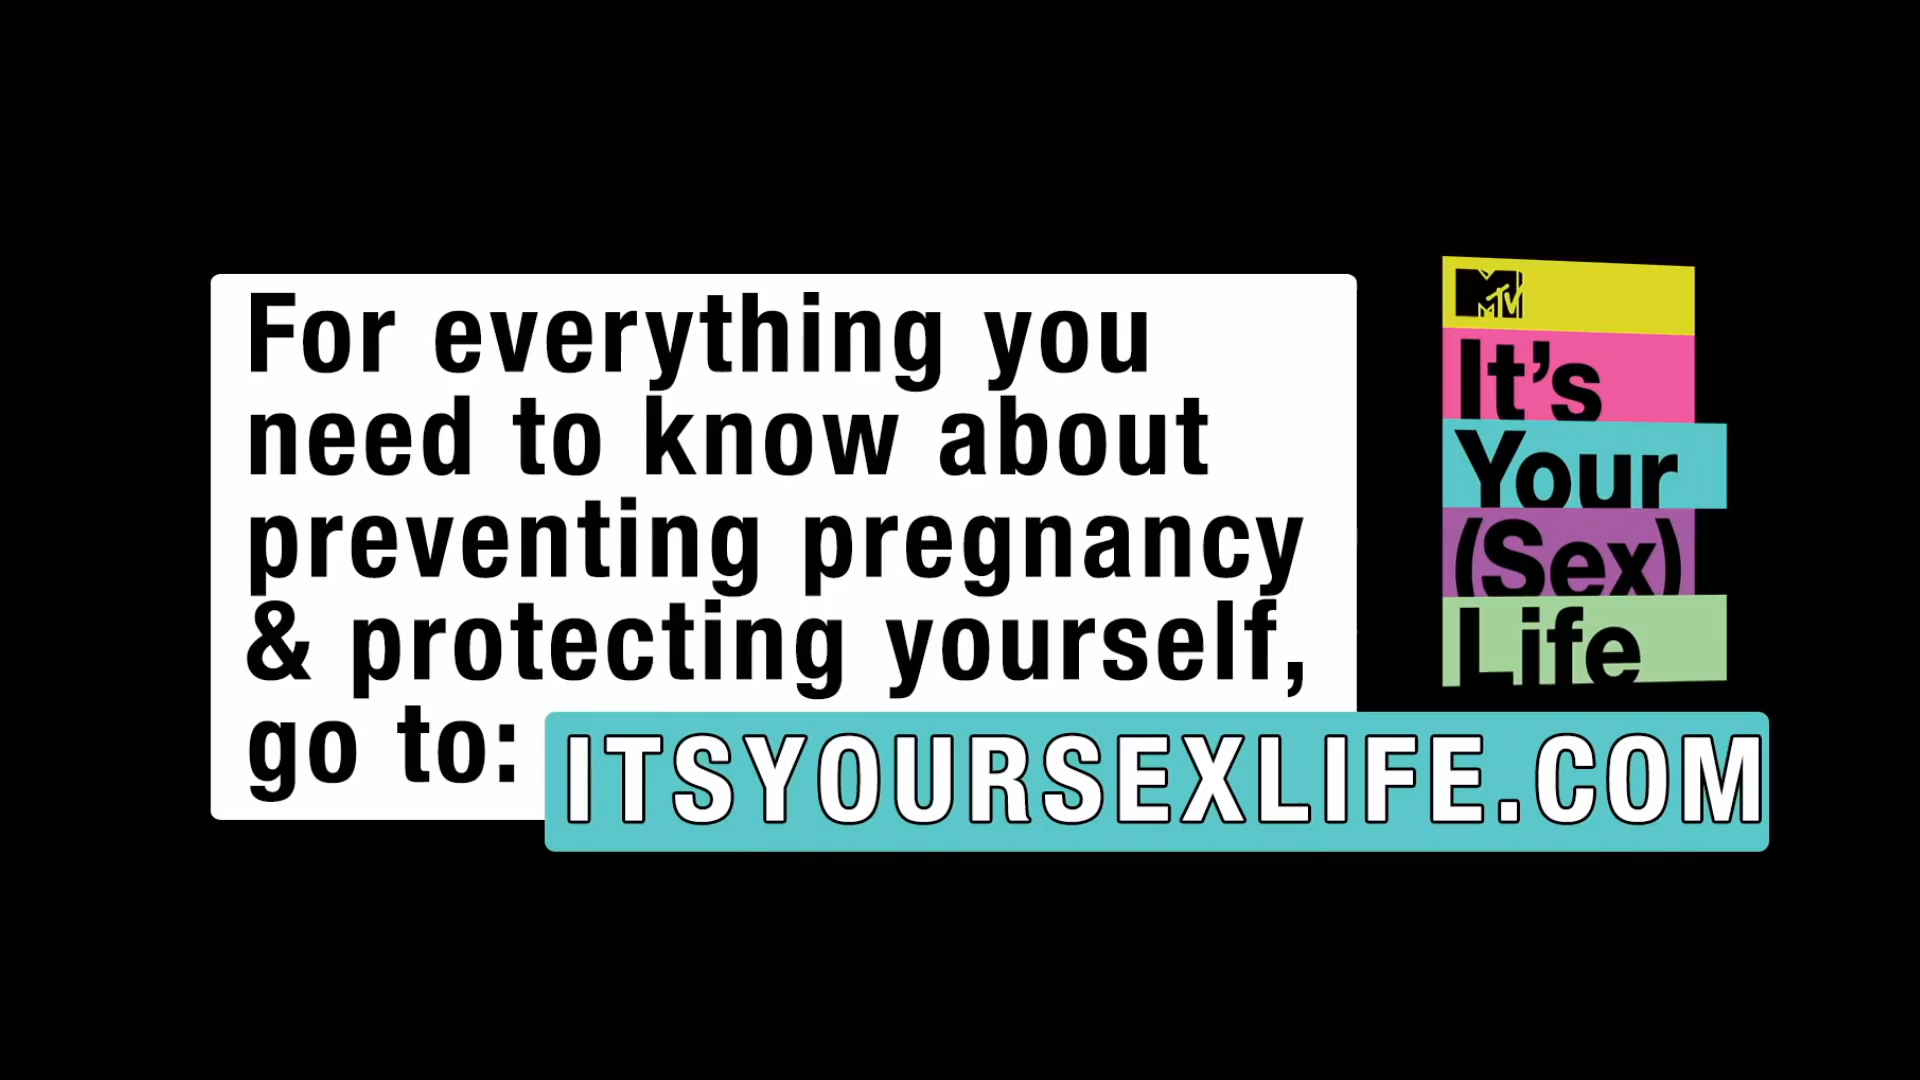 For everything you
need to know about
preventing pregnancy
& protecting yourself,
go to:
ITSYOURSEXLIFE.COM
MTV
It's
Your
(Sex)
Life